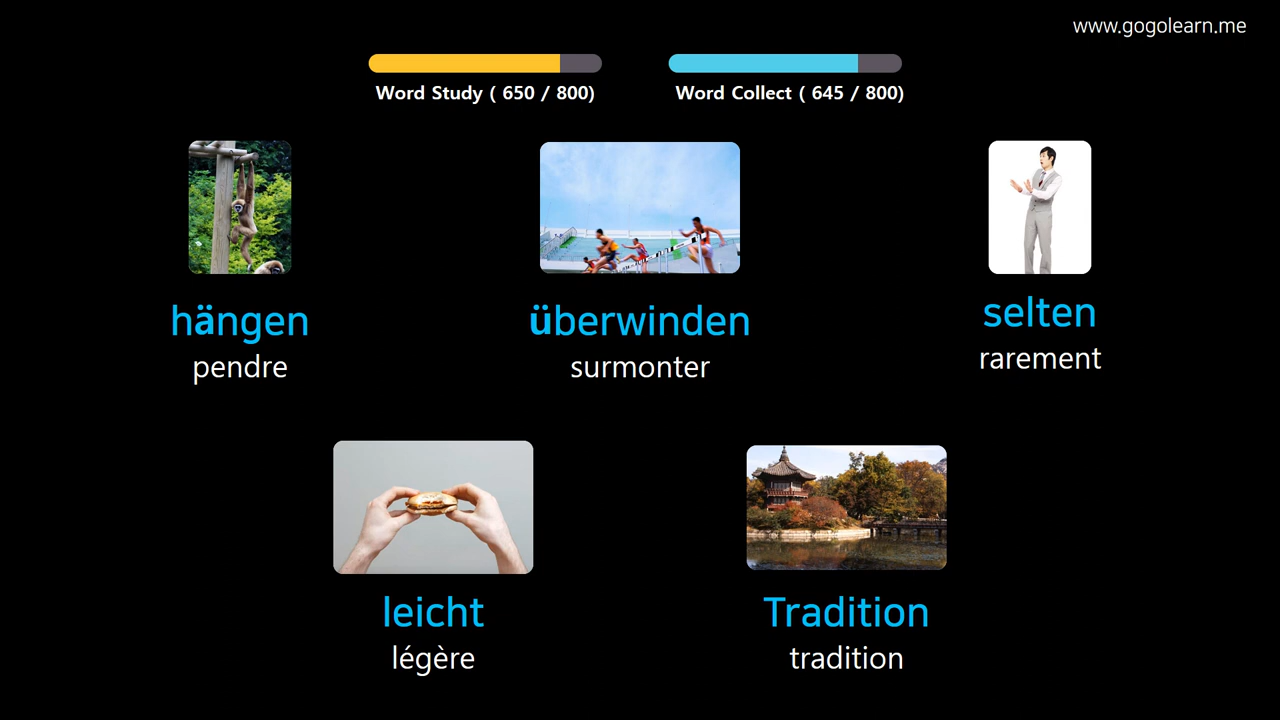 www.gogolearn.me
Word Study ( 650 / 800)
Word Collect ( 645 / 800)
hängen
pendre
überwinden
surmonter
selten
rarement
leicht
légère
Tradition
tradition